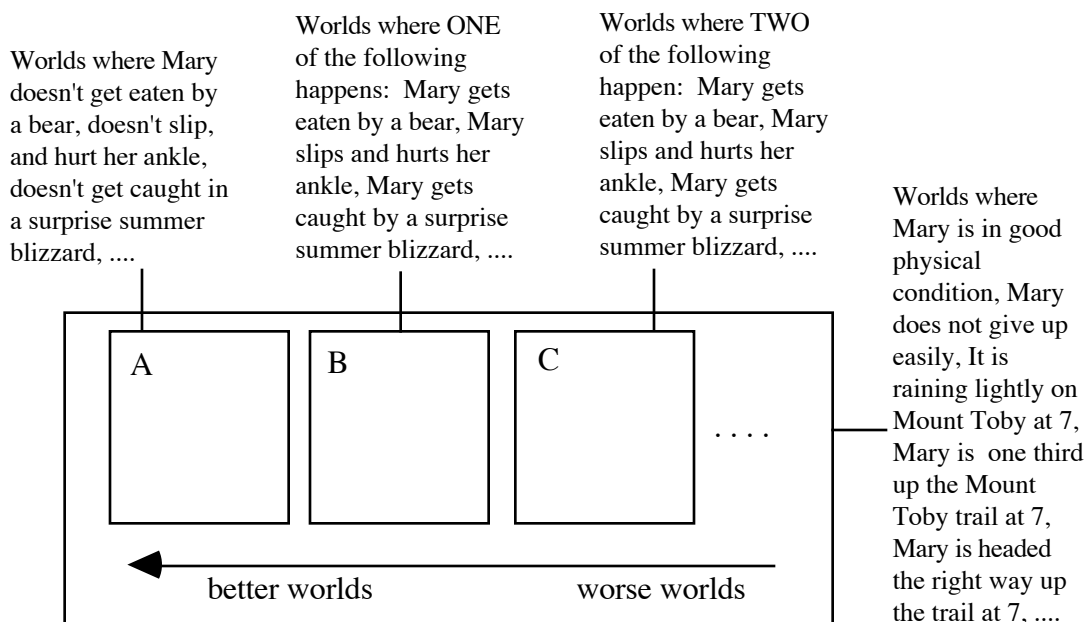 Worlds where Mary
doesn't get eaten by
a bear, doesn't slip,
and hurt her ankle,
doesn't get caught in
a surprise summer
blizzard, ....
Worlds where ONE
of the following
happens: Mary gets
eaten by a bear, Mary
slips and hurts her
ankle, Mary gets
caught by a surprise
summer blizzard, ....
Worlds where TWO
of the following
happen: Mary gets
eaten by a bear, Mary
slips and hurts her
ankle, Mary gets
caught by a surprise
summer blizzard, ....
Worlds where
Mary is in good
physical
condition, Mary
does not give up
easily, It is
raining lightly on
Mount Toby at 7,
Mary is one third
up the Mount
Toby trail at 7,
Mary is headed
the right way up
the trail at 7, ....
A
B
C
. . . .
better worlds
worse worlds